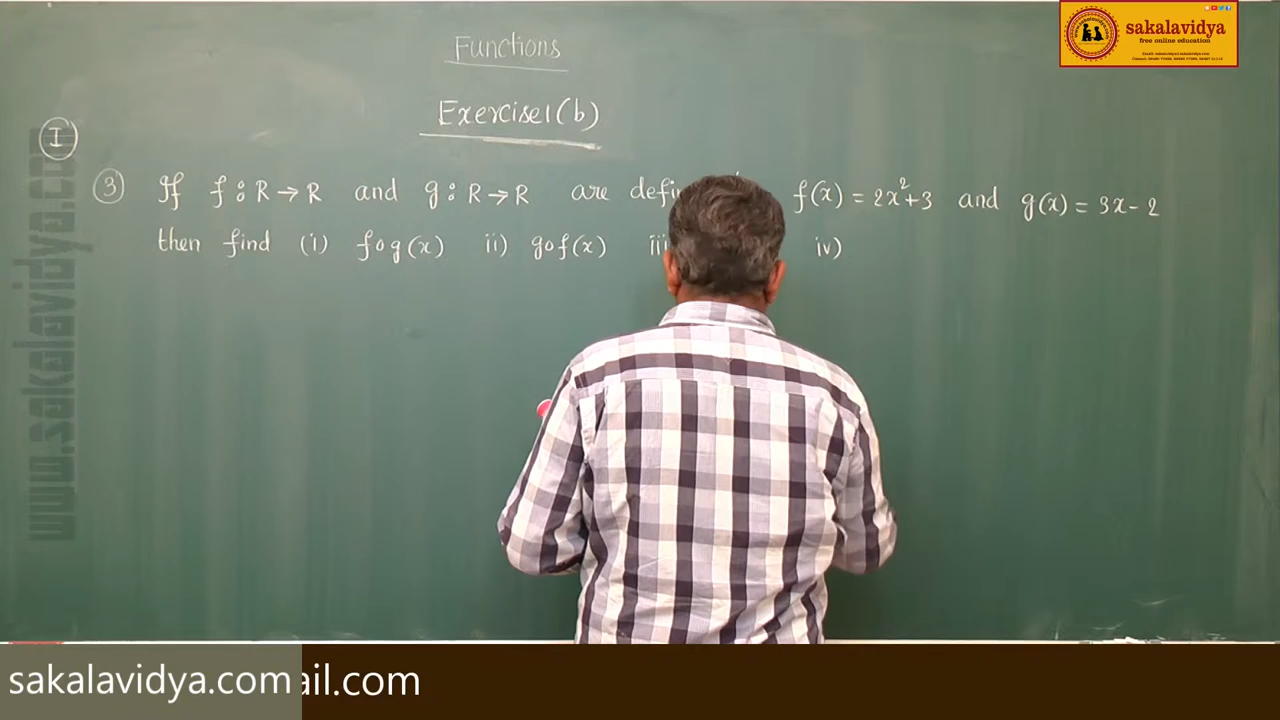 sakalavidya
free online education
Functions
Exercise1(b)
I
3 If f : R → R and g : R → R are f(x) = 2x²+3 and g(x) = 3x - 2
then find (i) fog(x) ii) gof(x) iv)
www.sakalavidya.com
sakalavidya.com ail.com